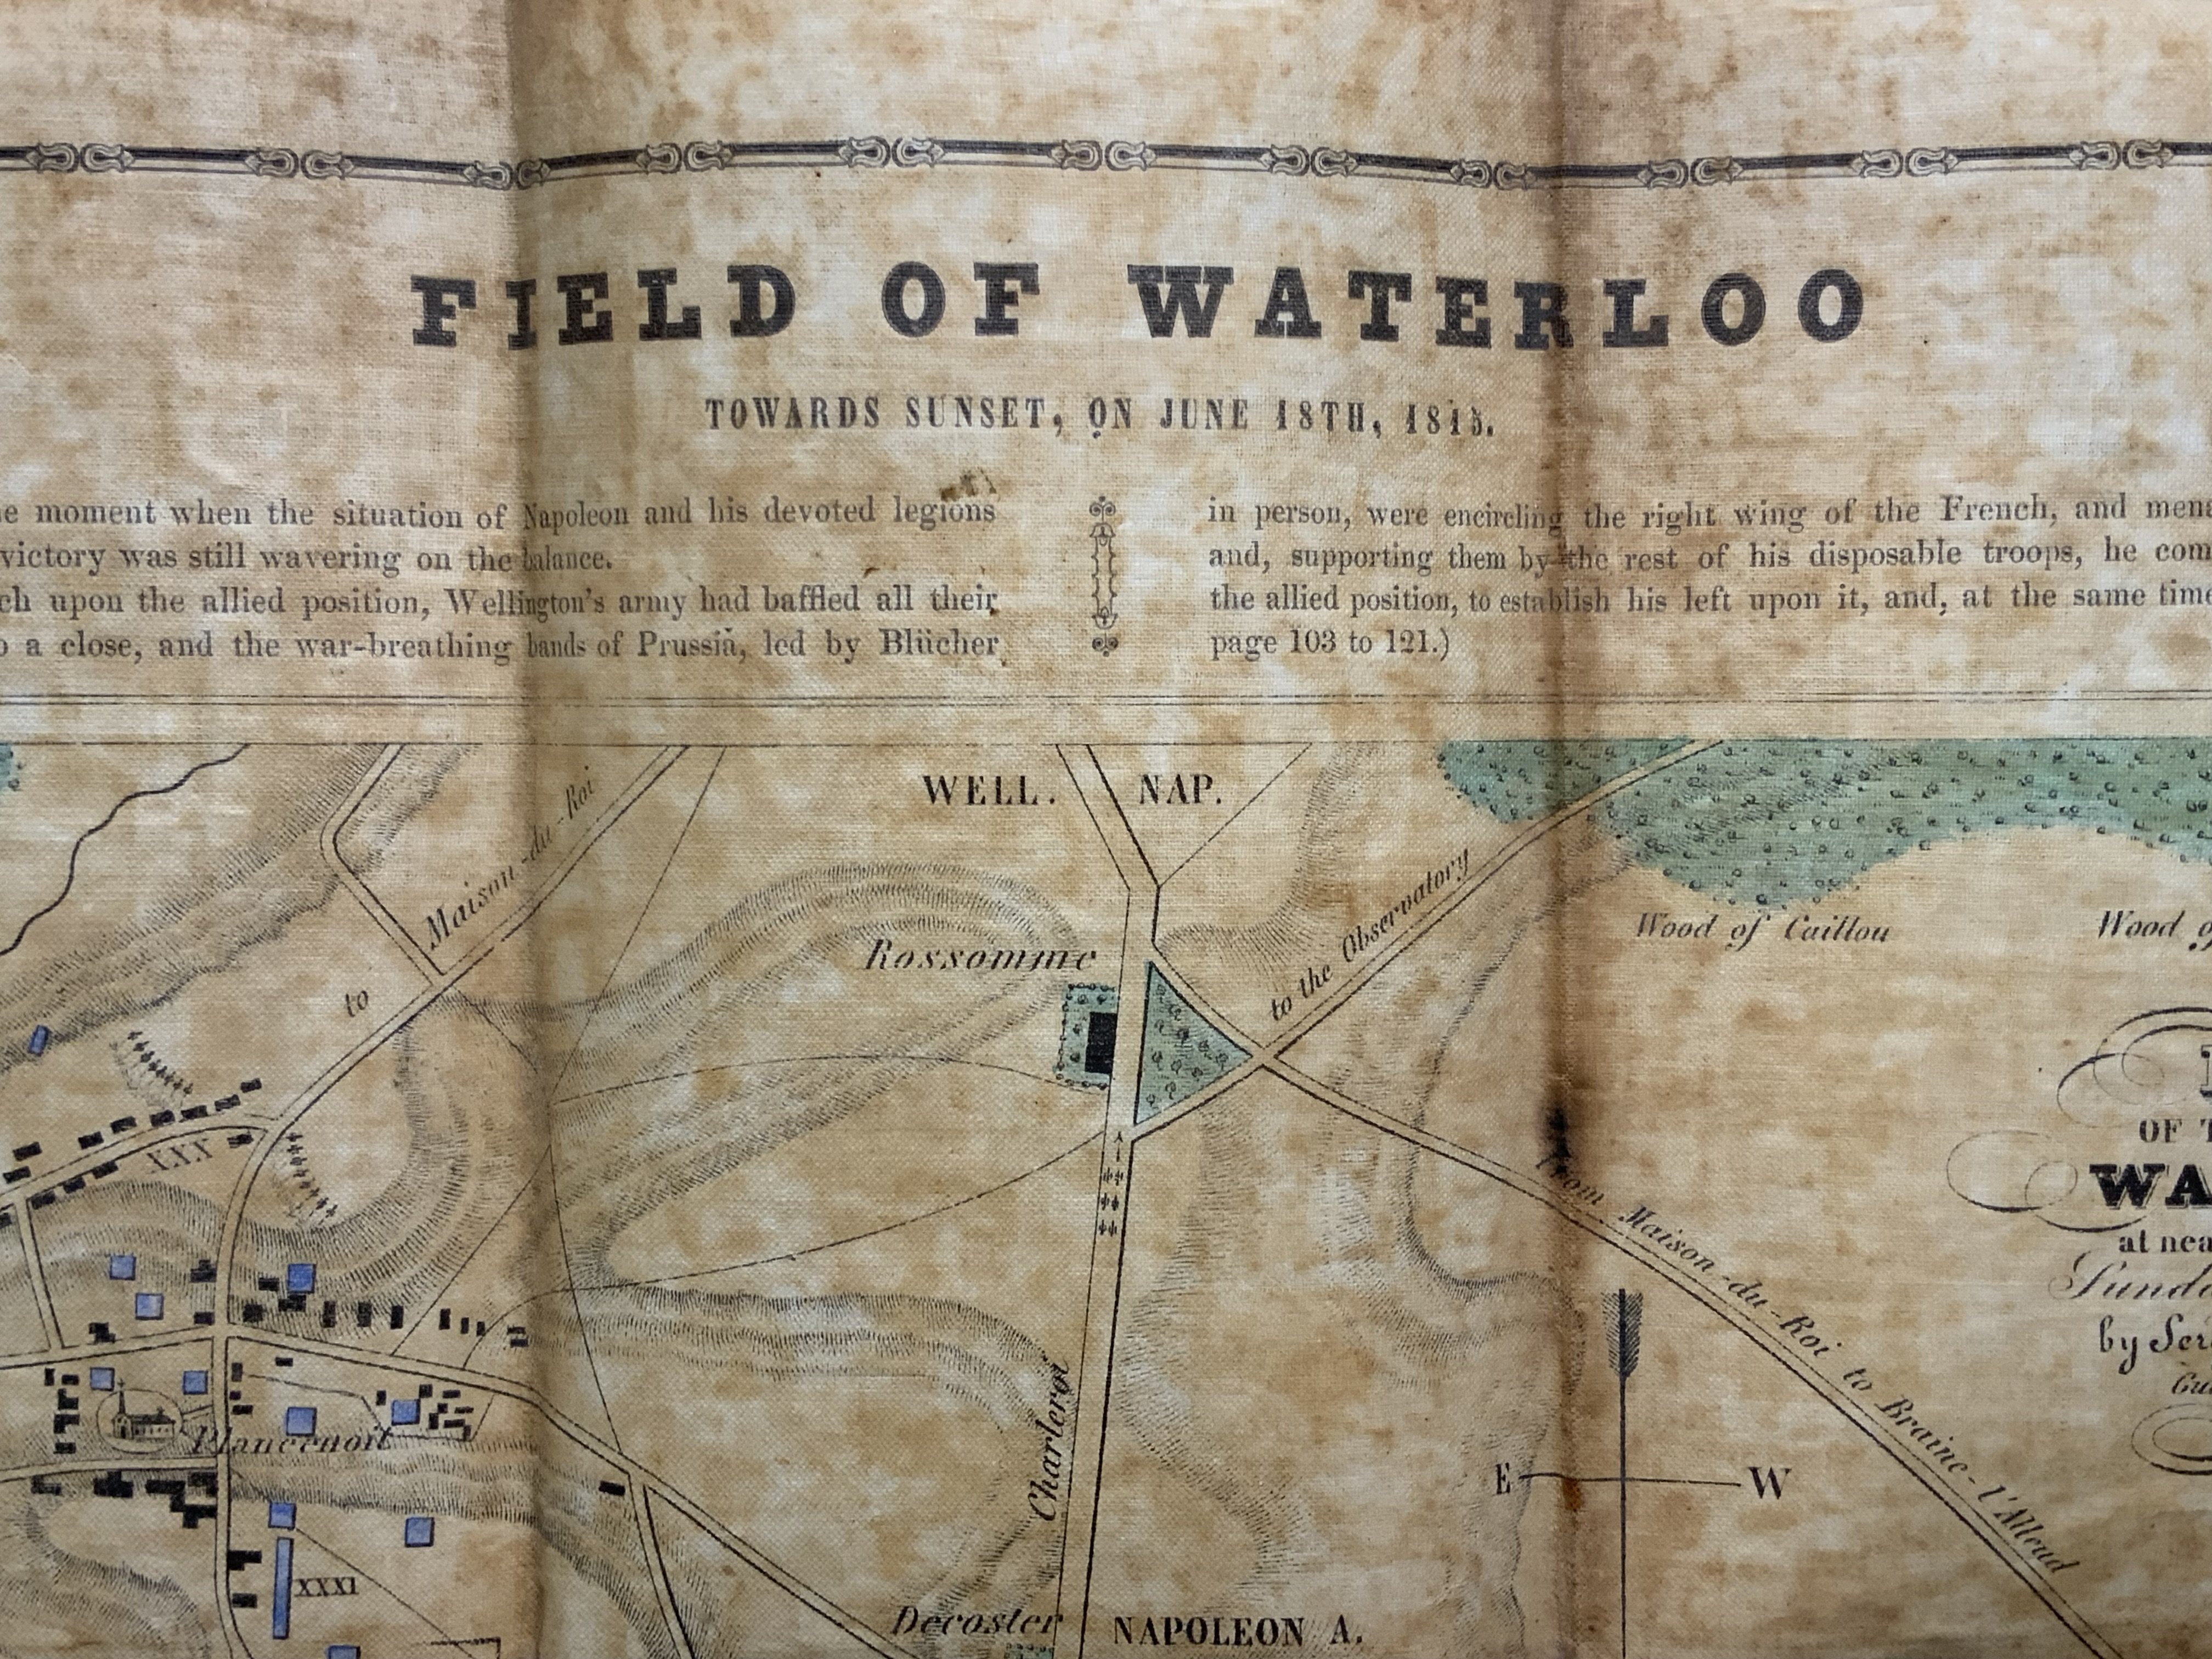 FIELD OF WATERLOO
TOWARDS SUNSET, ON JUNE 18TH, 1815.
moment when the situation of Napoleon and his devoted legions
victory was still wavering on the balance.
upon the allied position, Wellington's army had baffled all their
a close, and the war-breathing bands of Prussia, led by Blücher
in person, were encircling the right wing of the French, and
and, supporting them by the rest of his disposable troops, he
the allied position, to establish his left upon it, and, at the same time
page 103 to 121.)
WELL. NAP.
to Maison-du-Roi
Rossomme
to the Observatory
Wood of Caillou
Wood
XXX
OF
from Maison-du-Roi to Braine-l'Alleud
at
by
Plancenoit
Charleroi
E W
XXXI
Decoster
NAPOLEON A.